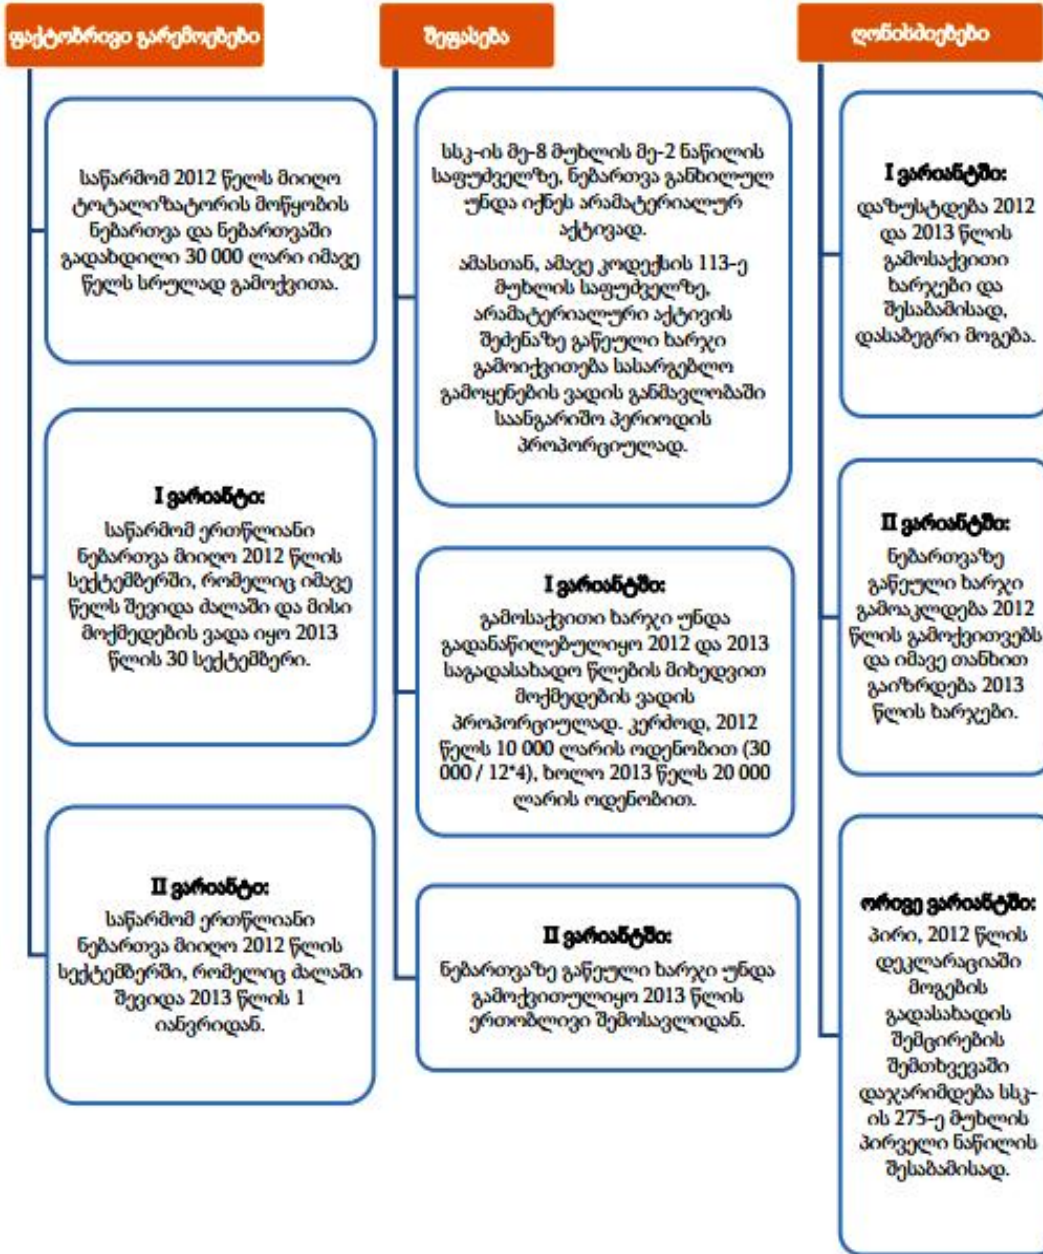 ფაქტობრივი გარემოებები
საწარმომ 2012 წელს მიიღო
ტოტალიზატორის მოწყობის
ნებართვა და ნებართვაში
გადახდილი 30 000 ლარი იმავე
წელს სრულად გამოქვითა.
I ვარიანტი:
საწარმომ ერთწლიანი
ნებართვა მიიღო 2012 წლის
სექტემბერში, რომელიც იმავე
წელს შევიდა ძალაში და მისი
მოქმედების ვადა იყო 2013
წლის 30 სექტემბერი.
II ვარიანტი:
საწარმომ ერთწლიანი
ნებართვა მიიღო 2012 წლის
სექტემბერში, რომელიც ძალაში
შევიდა 2013 წლის 1
იანვრიდან.
შეფასება
სსკ-ის მე-8 მუხლის მე-2 ნაწილის
საფუძველზე, ნებართვა განხილულ
უნდა იქნეს არამატერიალურ
აქტივად.
ამასთან, ამავე კოდექსის 113-ე
მუხლის საფუძველზე,
არამატერიალური აქტივის
შეძენაზე გაწეული ხარჯი
გამოიქვითება სასარგებლო
გამოყენების ვადის განმავლობაში
საანგარიშო პერიოდის
პროპორციულად.
I ვარიანტში:
გამოსაქვითი ხარჯი უნდა
გადანაწილებულიყო 2012 და 2013
საგადასახადო წლების მიხედვით
მოქმედების ვადის
პროპორციულად. კერძოდ, 2012
წელს 10 000 ლარის ოდენობით (30
000 / 12*4), ხოლო 2013 წელს 20 000
ლარის ოდენობით.
II ვარიანტში:
ნებართვაზე გაწეული ხარჯი უნდა
გამოქვითულიყო 2013 წლის
ერთობლივი შემოსავლიდან.
ღონისძიებები
I ვარიანტში:
დაზუსტდება 2012
და 2013 წლის
გამოსაქვითი
ხარჯები და
შესაბამისად,
დასაბეგრი მოგება.
II ვარიანტში:
ნებართვაზე
გაწეული ხარჯი
გამოაკლდება 2012
წლის გამოქვითვებს
და იმავე თანხით
გაიზრდება 2013
წლის ხარჯები.
ორივე ვარიანტში:
პირი, 2012 წლის
დეკლარაციაში
მოგების
გადასახადის
შემცირების
შემთხვევაში
დაჯარიმდება სსკ-
ის 275-ე მუხლის
პირველი ნაწილის
შესაბამისად.